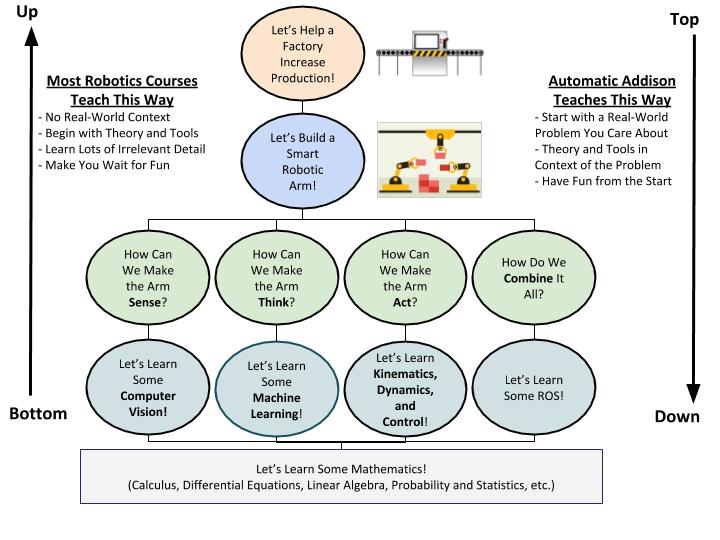 Up
Top
Let's Help a
Factory
Increase
Production!
Most Robotics Courses
Teach This Way
- No Real-World Context
- Begin with Theory and Tools
- Learn Lots of Irrelevant Detail
- Make You Wait for Fun
Automatic Addison
Teaches This Way
- Start with a Real-World
Problem You Care About
- Theory and Tools in
Context of the Problem
- Have Fun from the Start
Let's Build a
Smart
Robotic
Arm!
How Can
We Make
the Arm
Sense?
How Can
We Make
the Arm
Think?
How Can
We Make
the Arm
Act?
How Do We
Combine It
All?
Let's Learn
Some
Computer
Vision!
Let's Learn
Some
Machine
Learning!
Let's Learn
Kinematics,
Dynamics,
and
Control!
Let's Learn
Some ROS!
Bottom
Down
Let's Learn Some Mathematics!
(Calculus, Differential Equations, Linear Algebra, Probability and Statistics, etc.)